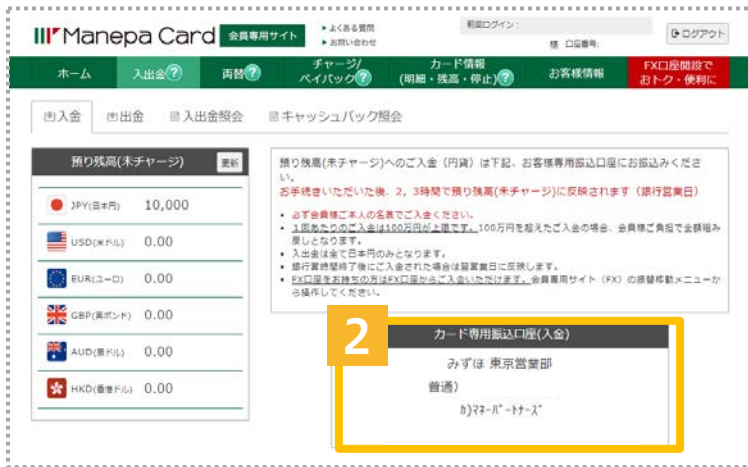 Manepa Card 会員専用サイト
よくある質問
お問い合わせ
前回ログイン:
様 口座番号:
ログアウト
ホーム
入出金?
両替?
チャージ/
ペイバック?
カード情報
(明細・残高・停止)?
お客様情報
FX口座開設で
おトク・便利に
入金
出金
入出金照会
キャッシュバック照会
預り残高(未チャージ)
更新
JPY(日本円) 10,000
USD(米ドル) 0.00
EUR(ユーロ) 0.00
GBP(英ポンド) 0.00
AUD(豪ドル) 0.00
HKD(香港ドル) 0.00
預り残高(未チャージ)へのご入金（円貨）は下記、お客様専用振込口座にお振込みくださ
い。
お手続きいただいた後、2, 3時間で預り残高(未チャージ)に反映されます（銀行営業日）
・必ず会員様ご本人の名義でご入金ください。
・1回あたりのご入金は100万円が上限です。100万円を超えたご入金の場合、会員様ご負担で全額組み
戻しとなります。
・入出金は全て日本円のみとなります。
・銀行営業時間終了後にご入金された場合は翌営業日に反映します。
・FX口座をお持ちの方はFX口座からご入金いただけます。会員専用サイト（FX）の振替移動メニューか
ら操作してください。
2
カード専用振込口座(入金)
みずほ 東京営業部
普通）
ｶ)ﾏﾈｰﾊﾟｰﾄﾅｰｽﾞ